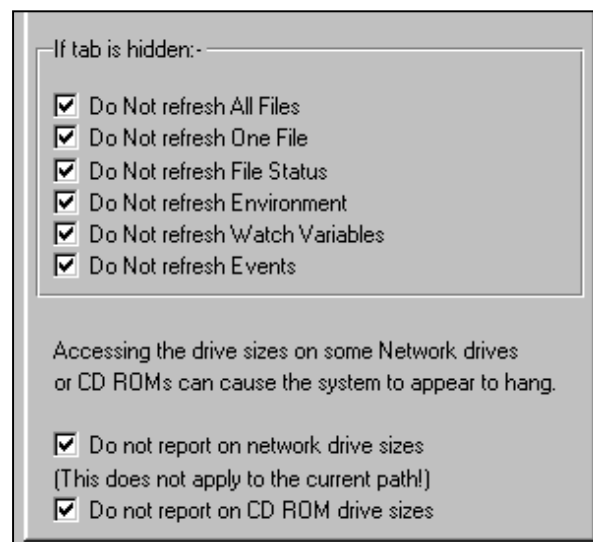 If tab is hidden:-
Do Not refresh All Files
Do Not refresh One File
Do Not refresh File Status
Do Not refresh Environment
Do Not refresh Watch Variables
Do Not refresh Events
Accessing the drive sizes on some Network drives
or CD ROMs can cause the system to appear to hang.
Do not report on network drive sizes
(This does not apply to the current path!)
Do not report on CD ROM drive sizes